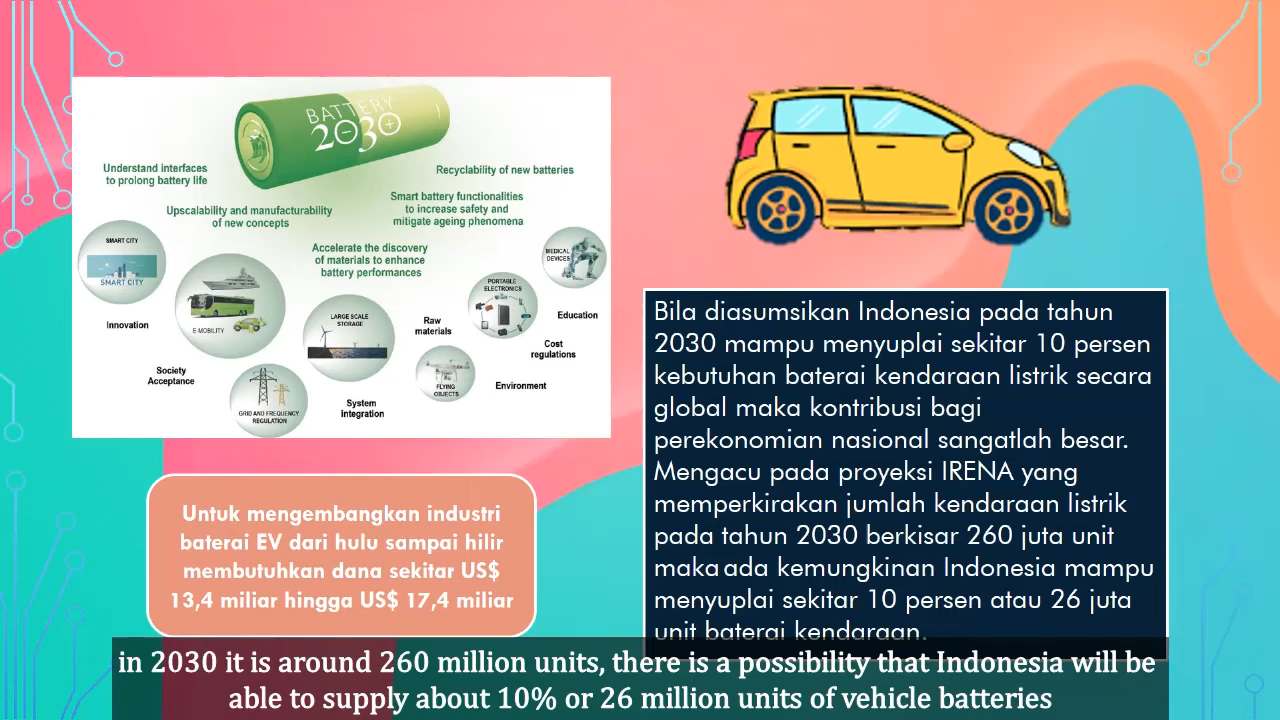 BATTERY
2030
Understand interfaces
to prolong battery life
Recyclability of new batteries
Upscalability and manufacturability
of new concepts
Smart battery functionalities
to increase safety and
mitigate ageing phenomena
Accelerate the discovery
of materials to enhance
battery performances
SMART CITY
SMART CITY
Innovation
E-MOBILITY
Society
Acceptance
GRID AND FREQUENCY
REGULATION
LARGE SCALE
STORAGE
System
integration
Raw
materials
FLYING
OBJECTS
PORTABLE
ELECTRONICS
Cost
regulations
Environment
MEDICAL
DEVICES
Education
Untuk mengembangkan industri
baterai EV dari hulu sampai hilir
membutuhkan dana sekitar US$
13,4 miliar hingga US$ 17,4 miliar
Bila diasumsikan Indonesia pada tahun
2030 mampu menyuplai sekitar 10 persen
kebutuhan baterai kendaraan listrik secara
global maka kontribusi bagi
perekonomian nasional sangatlah besar.
Mengacu pada proyeksi IRENA yang
memperkirakan jumlah kendaraan listrik
pada tahun 2030 berkisar 260 juta unit
maka ada kemungkinan Indonesia mampu
menyuplai sekitar 10 persen atau 26 juta
unit baterai kendaraan.
in 2030 it is around 260 million units, there is a possibility that Indonesia will be
able to supply about 10% or 26 million units of vehicle batteries